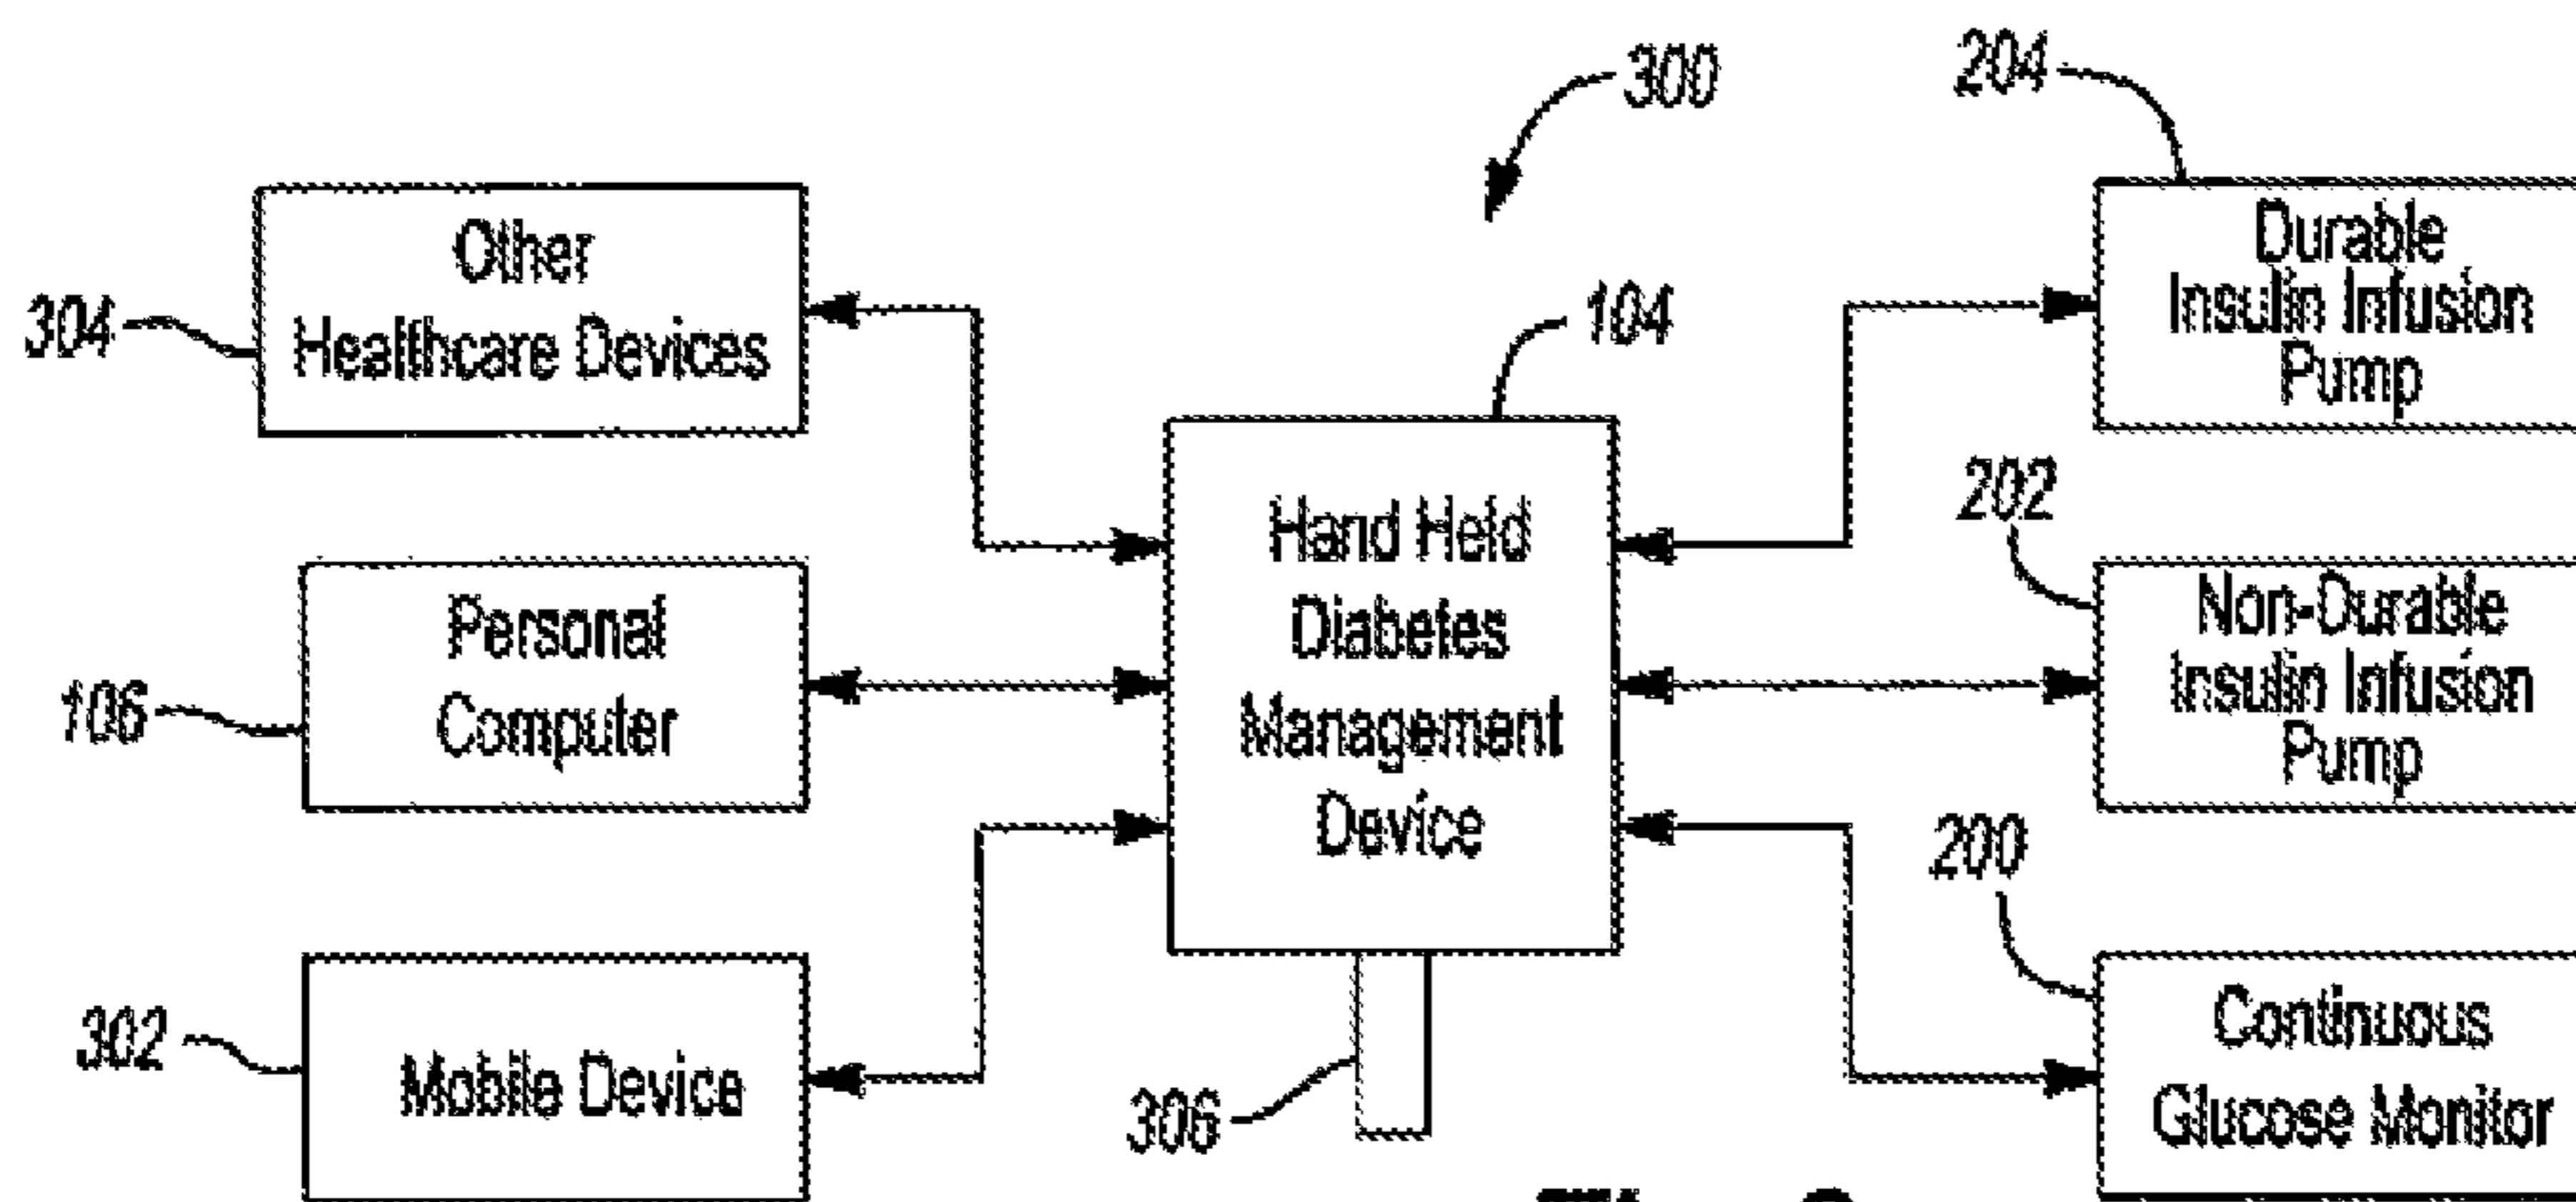 300
204
Other
Healthcare Devices
304
Durable
Insulin Infusion
Pump
104
Hand Held
Diabetes
Management
Device
202
Personal
Computer
106
Non-Durable
Insulin Infusion
Pump
200
Mobile Device
302
306
Continuous
Glucose Monitor